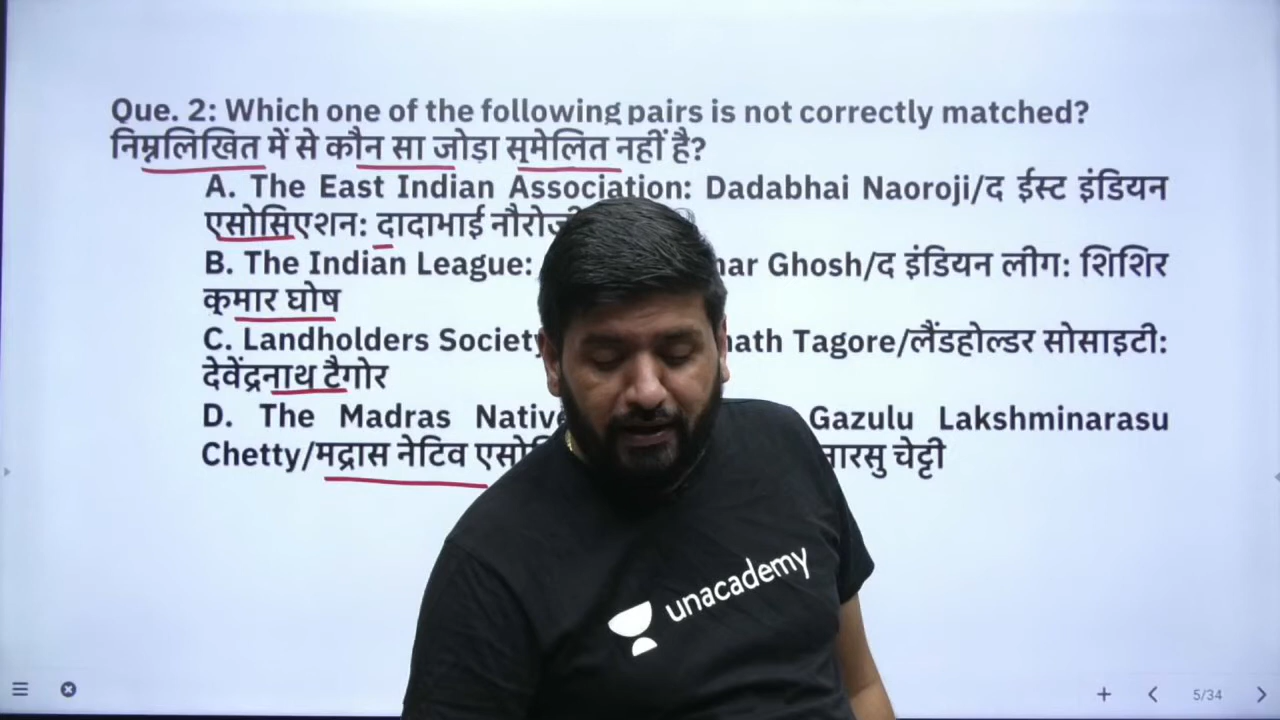 Que. 2: Which one of the following pairs is not correctly matched?
निम्नलिखित में से कौन सा जोड़ा सुमेलित नहीं है?
A. The East Indian Association: Dadabhai Naoroji/द ईस्ट इंडियन
एसोसिएशन: दादाभाई
B. The Indian League: Ghosh/द इंडियन लीग: शिशिर
कुमार घोष
C. Landholders Society Tagore/लैंडहोल्डर सोसाइटी:
देवेंद्रनाथ टैगोर
D. The Madras Native Gazulu Lakshminarasu
Chetty/मद्रास नेटिव चेट्टी
unacademy
5/34